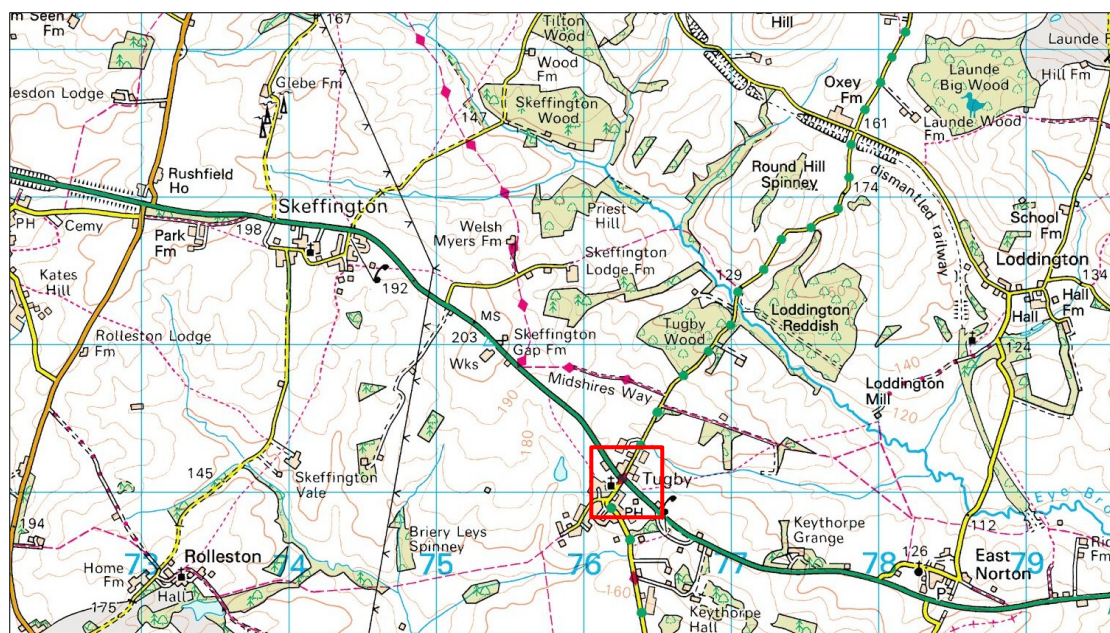 m Seen
Fm
167
Tilton
Wood
Wood
Fm
Hill
Launde
Hill Fm
Launde
Big Wood
Oxey
Fm
Glebe Fm
lesdon Lodge
147
Skeffington
Wood
161
Launde Wood
Fm
Rushfield
Ho
Round Hill
Spinney
174
dismantled railway
Skeffington
Priest
Hill
School
Fm
PH
Cemy
Park
Fm
198
Welsh
Myers Fm
Skeffington
Lodge Fm
Loddington
134
Kates
Hill
192
129
Hall
Hall
Fm
MS
203
Skeffington
Gap Fm
Tugby
Wood
Loddington
Reddish
Rolleston Lodge
Fm
Wks
124
140
Midshires Way
Loddington
Mill
190
120
180
145
Skeffington
Vale
Tugby
PH
Eye Bro
194
112
Briery Leys
Spinney
Keythorpe
Grange
Ric
Fm
73
74
75
76
77
78
79
Rolleston
Home
Fm
Hall
126
East
Norton
P
175
160
Keythorpe
Hall